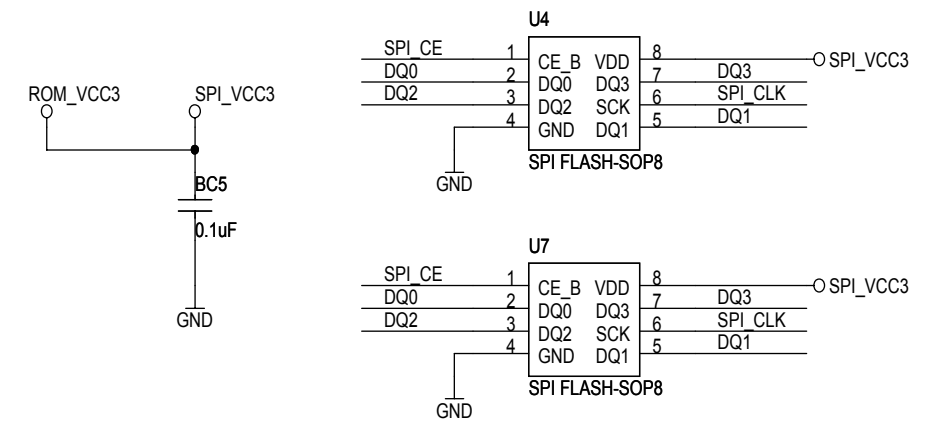 ROM_VCC3
SPI_VCC3
BC5
0.1uF
GND
U4
SPI_CE 1 CE_B VDD 8 SPI_VCC3
DQ0 2 DQ0 DQ3 7 DQ3
DQ2 3 DQ2 SCK 6 SPI_CLK
4 GND DQ1 5 DQ1
GND
SPI FLASH-SOP8
U7
SPI_CE 1 CE_B VDD 8 SPI_VCC3
DQ0 2 DQ0 DQ3 7 DQ3
DQ2 3 DQ2 SCK 6 SPI_CLK
4 GND DQ1 5 DQ1
GND
SPI FLASH-SOP8